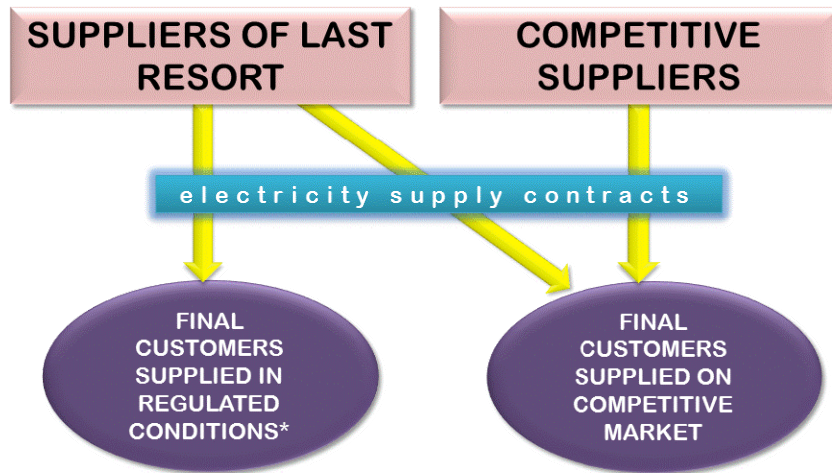 SUPPLIERS OF LAST
RESORT
COMPETITIVE
SUPPLIERS
electricity supply contracts
FINAL
CUSTOMERS
SUPPLIED IN
REGULATED
CONDITIONS*
FINAL
CUSTOMERS
SUPPLIED ON
COMPETITIVE
MARKET